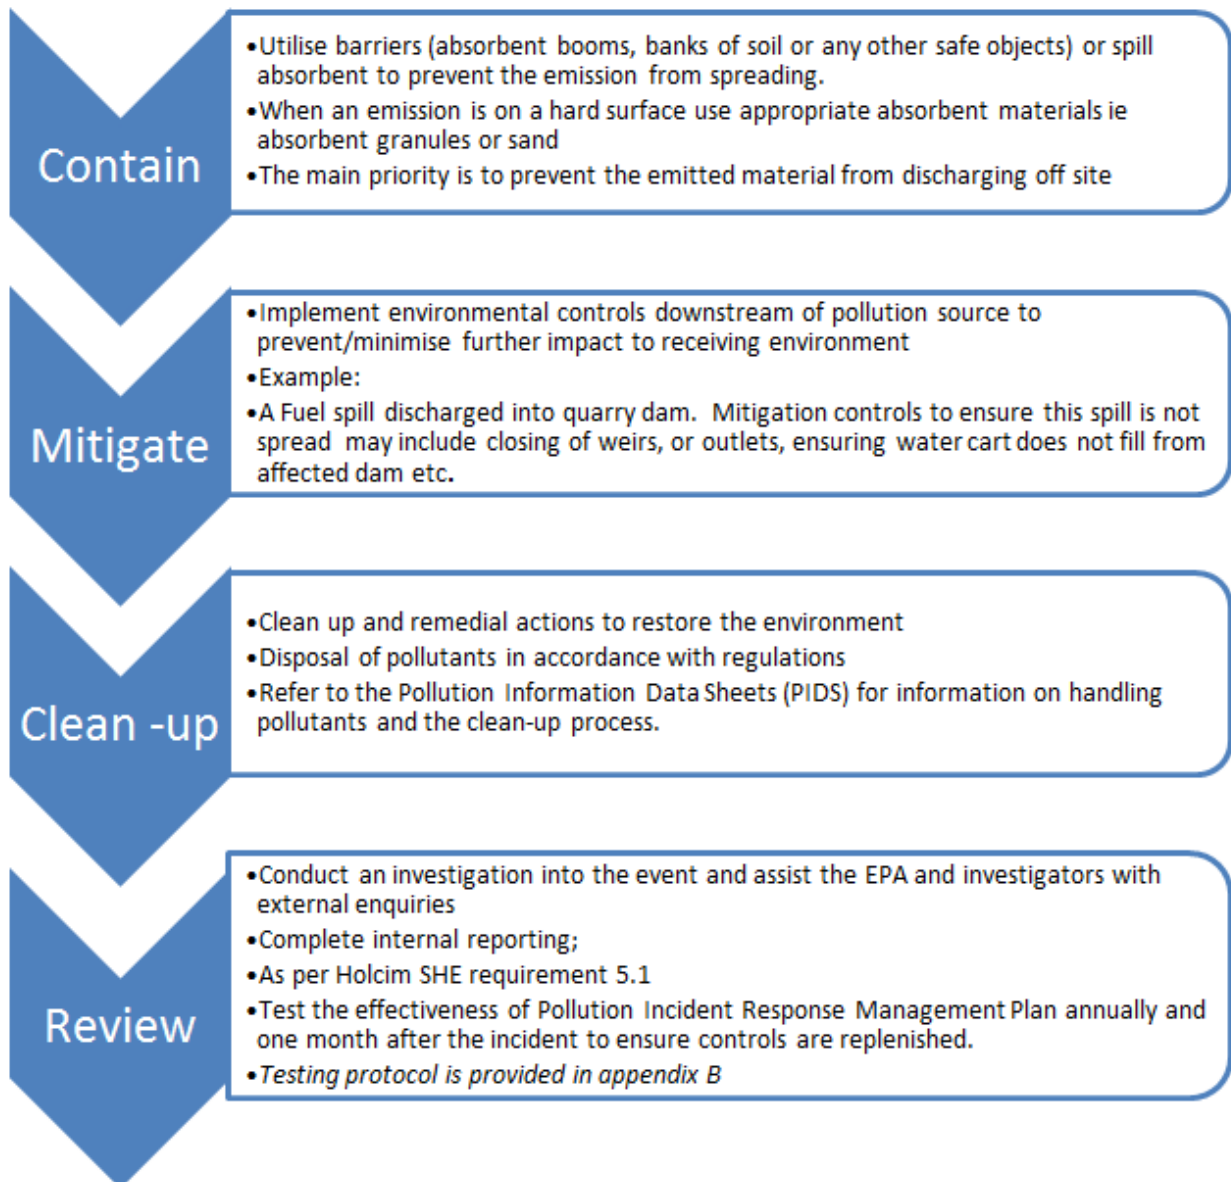 Contain
•Utilise barriers (absorbent booms, banks of soil or any other safe objects) or spill
absorbent to prevent the emission from spreading.
•When an emission is on a hard surface use appropriate absorbent materials ie
absorbent granules or sand
•The main priority is to prevent the emitted material from discharging off site
Mitigate
•Implement environmental controls downstream of pollution source to
prevent/minimise further impact to receiving environment
•Example:
•A Fuel spill discharged into quarry dam. Mitigation controls to ensure this spill is not
spread may include closing of weirs, or outlets, ensuring water cart does not fill from
affected dam etc.
Clean -up
•Clean up and remedial actions to restore the environment
•Disposal of pollutants in accordance with regulations
•Refer to the Pollution Information Data Sheets (PIDS) for information on handling
pollutants and the clean-up process.
Review
•Conduct an investigation into the event and assist the EPA and investigators with
external enquiries
•Complete internal reporting;
•As per Holcim SHE requirement 5.1
•Test the effectiveness of Pollution Incident Response Management Plan annually and
one month after the incident to ensure controls are replenished.
•Testing protocol is provided in appendix B